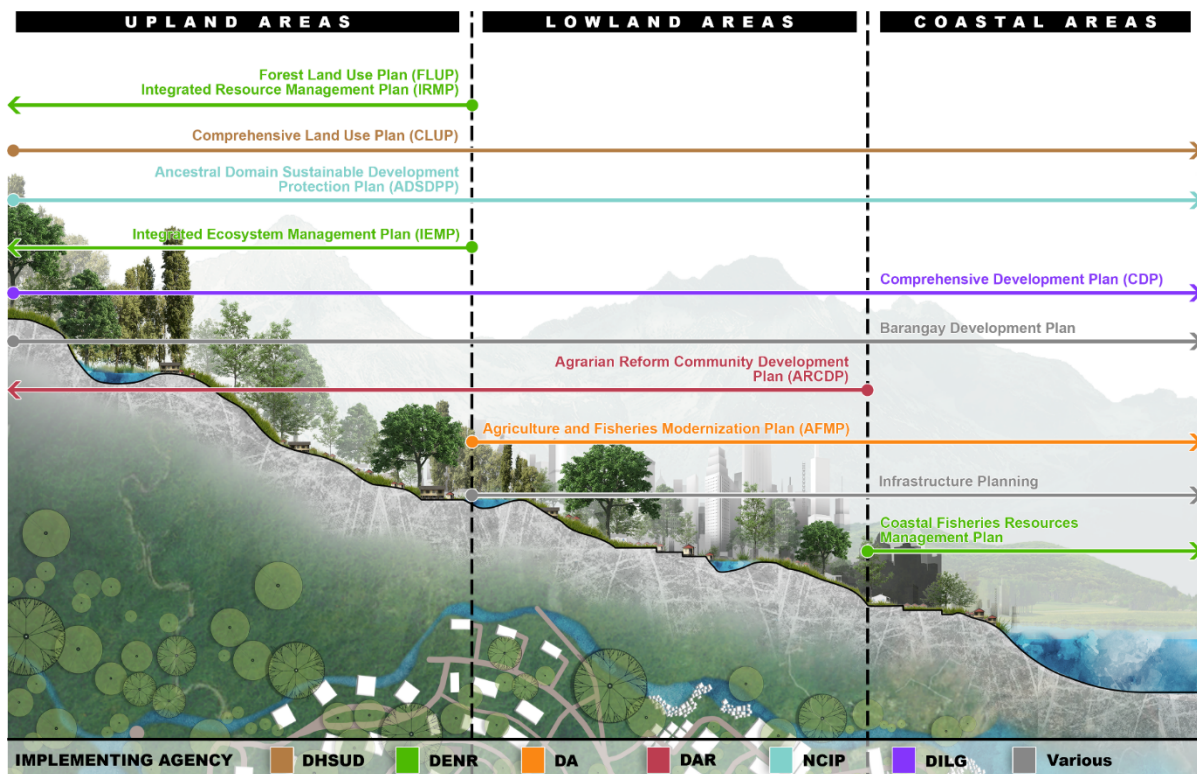 UPLAND AREAS
LOWLAND AREAS
COASTAL AREAS
Forest Land Use Plan (FLUP)
Integrated Resource Management Plan (IRMP)
Comprehensive Land Use Plan (CLUP)
Ancestral Domain Sustainable Development
Protection Plan (ADSDPP)
Integrated Ecosystem Management Plan (IEMP)
Comprehensive Development Plan (CDP)
Barangay Development Plan
Agrarian Reform Community Development
Plan (ARCDP)
Agriculture and Fisheries Modernization Plan (AFMP)
Infrastructure Planning
Coastal Fisheries Resources
Management Plan
IMPLEMENTING AGENCY
DHSUD
DENR
DA
DAR
NCIP
DILG
Various